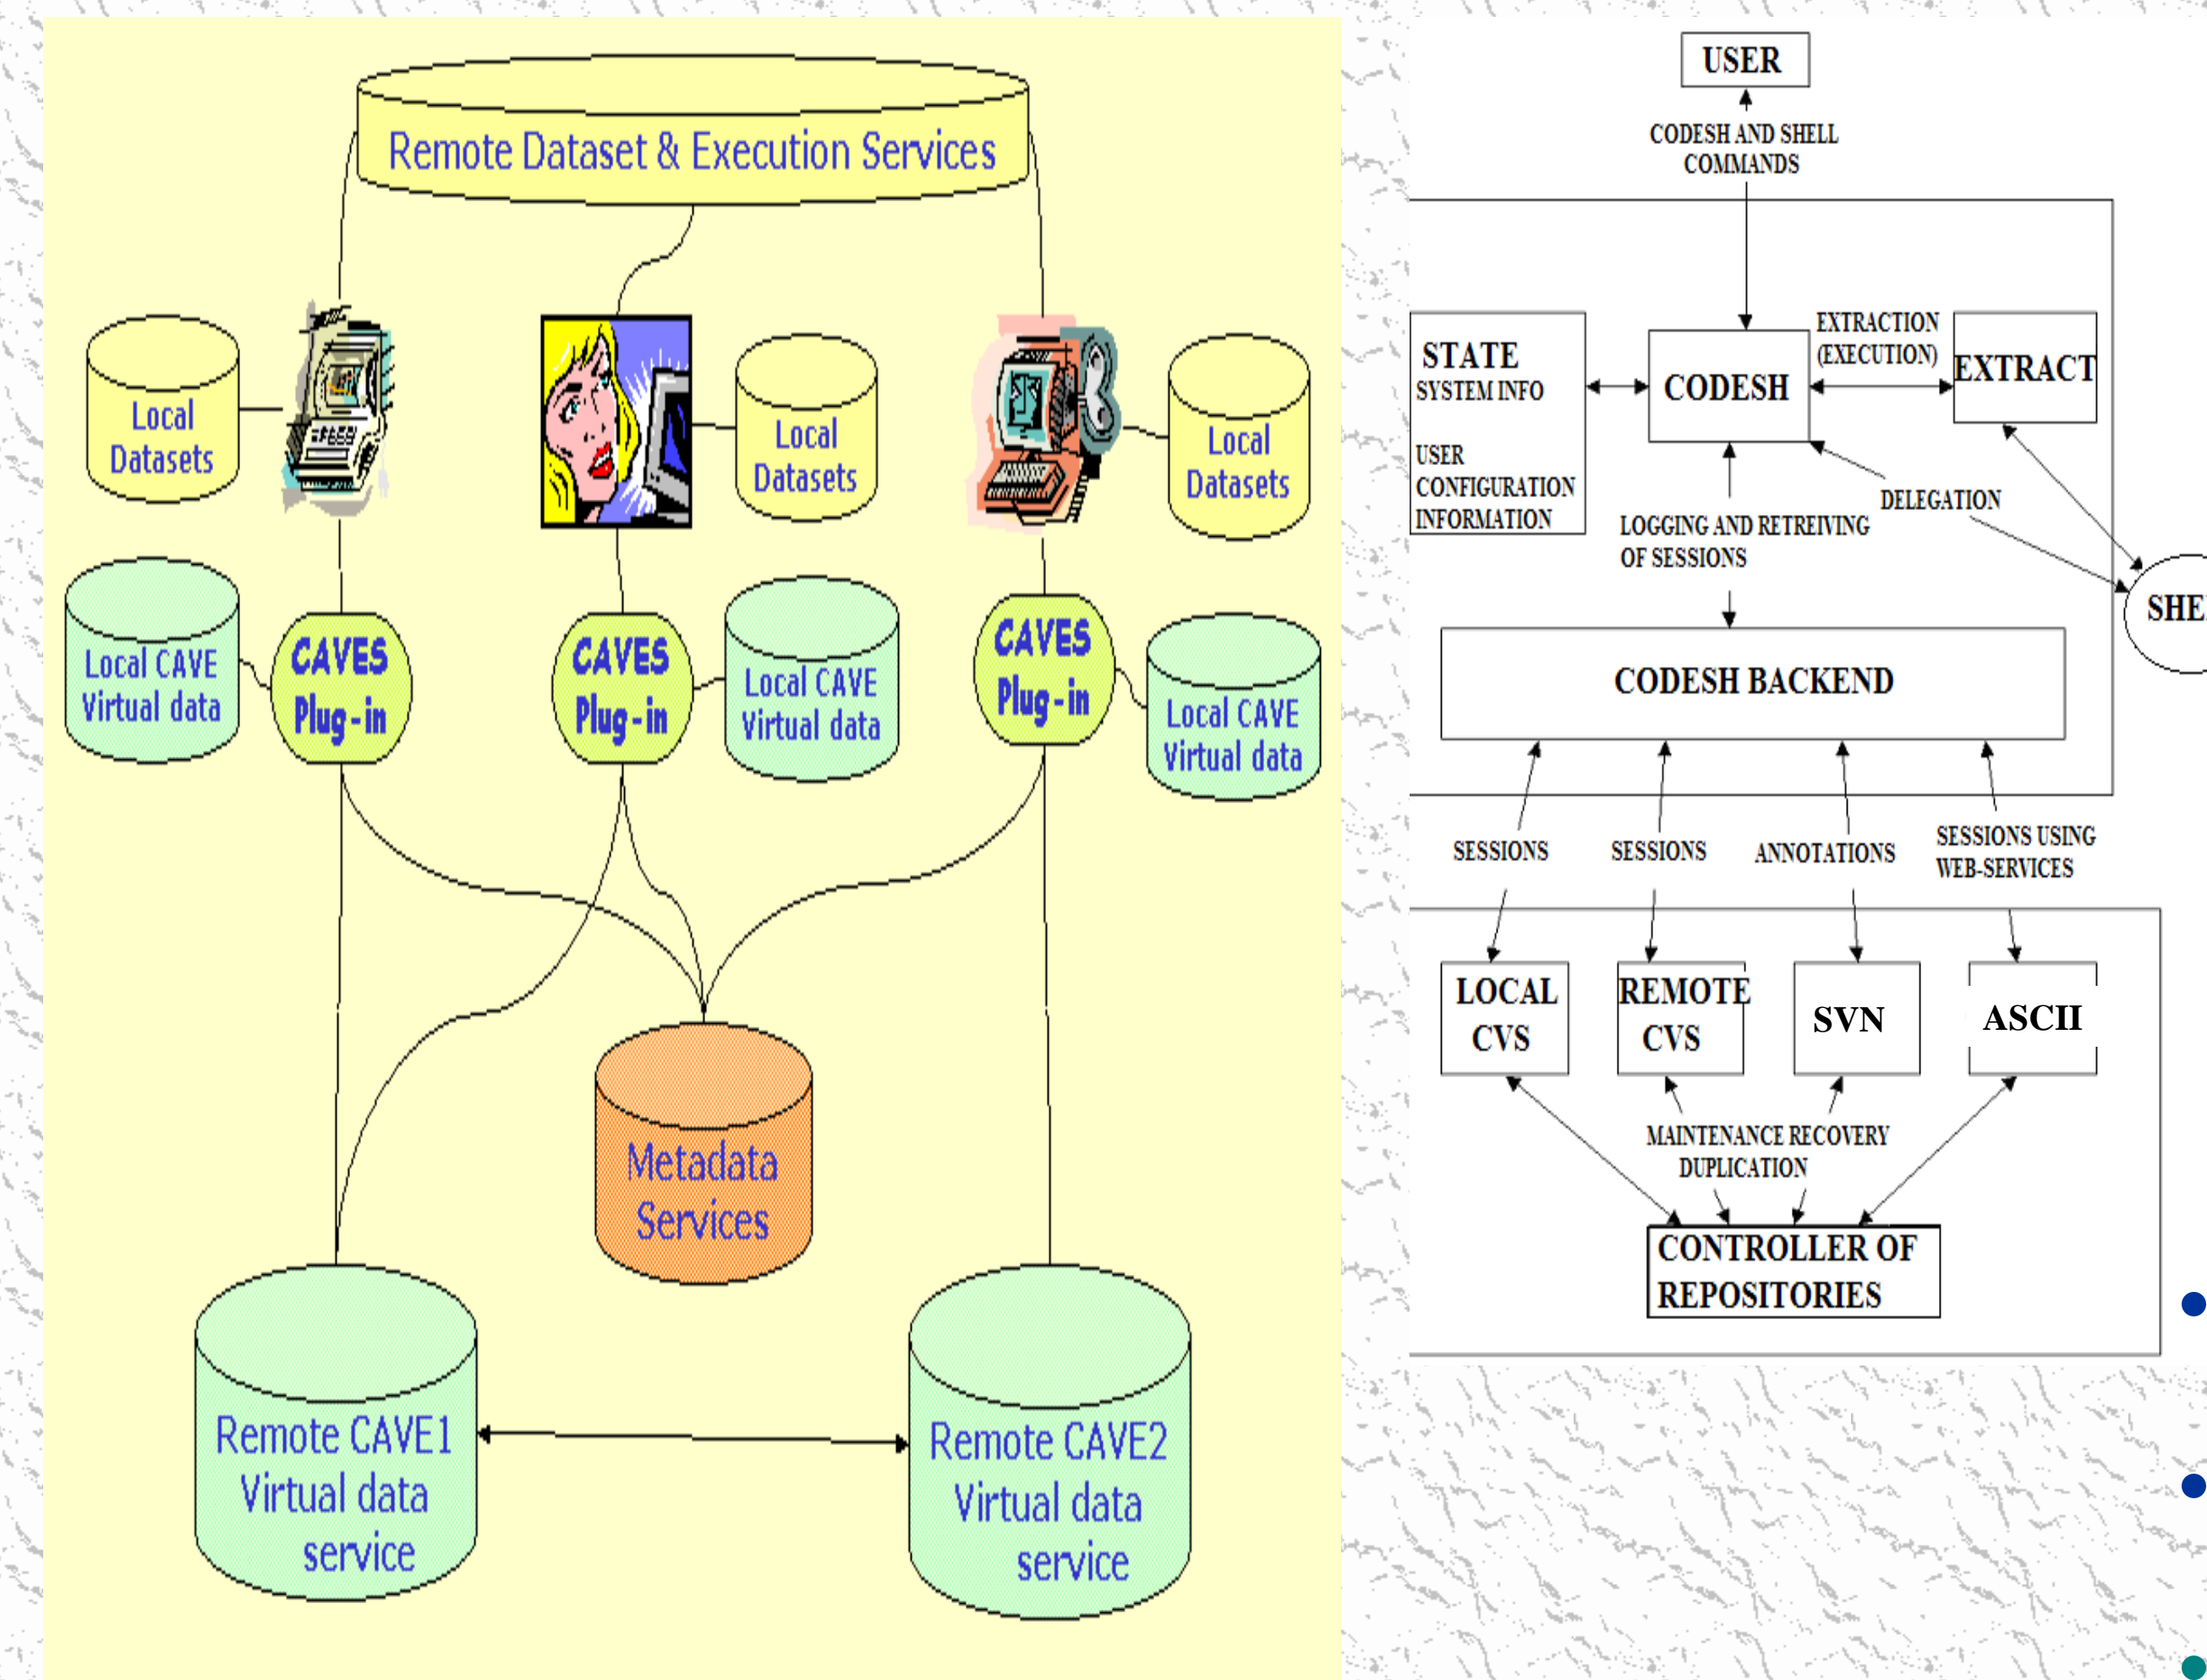 Remote Dataset & Execution Services
Local
Datasets
Local
Datasets
Local
Datasets
Local CAVE
Virtual data
CAVES
Plug-in
CAVES
Plug-in
Local CAVE
Virtual data
CAVES
Plug-in
Local CAVE
Virtual data
Metadata
Services
Remote CAVE1
Virtual data
service
Remote CAVE2
Virtual data
service
USER
CODESH AND SHELL
COMMANDS
STATE
SYSTEM INFO
USER
CONFIGURATION
INFORMATION
CODESH
EXTRACTION
(EXECUTION)
EXTRACT
DELEGATION
LOGGING AND RETREIVING
OF SESSIONS
CODESH BACKEND
SESSIONS
SESSIONS
ANNOTATIONS
SESSIONS USING
WEB-SERVICES
LOCAL
CVS
REMOTE
CVS
SVN
ASCII
MAINTENANCE RECOVERY
DUPLICATION
CONTROLLER OF
REPOSITORIES